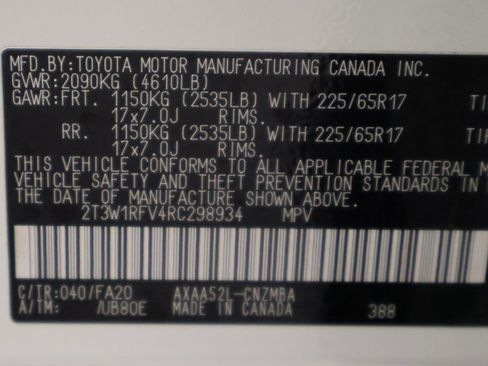 MFD.BY:TOYOTA MOTOR MANUFACTURING CANADA INC.
GVWR:2090KG (4610LB)
GAWR:FRT. 1150KG (2535LB) WITH 225/65R17
17x7.0J RIMS.
RR. 1150KG (2535LB) WITH 225/65R17
17x7.0J RIMS.
THIS VEHICLE CONFORMS TO ALL APPLICABLE FEDERAL
VEHICLE SAFETY AND THEFT PREVENTION STANDARDS IN
THE DATE OF MANUFACTURE SHOWN ABOVE.
2T3W1RFV4RC298934 MPV
C/TR:040/FA20 AXAA52L-CNZMBA
A/TM: /UB80E MADE IN CANADA 388